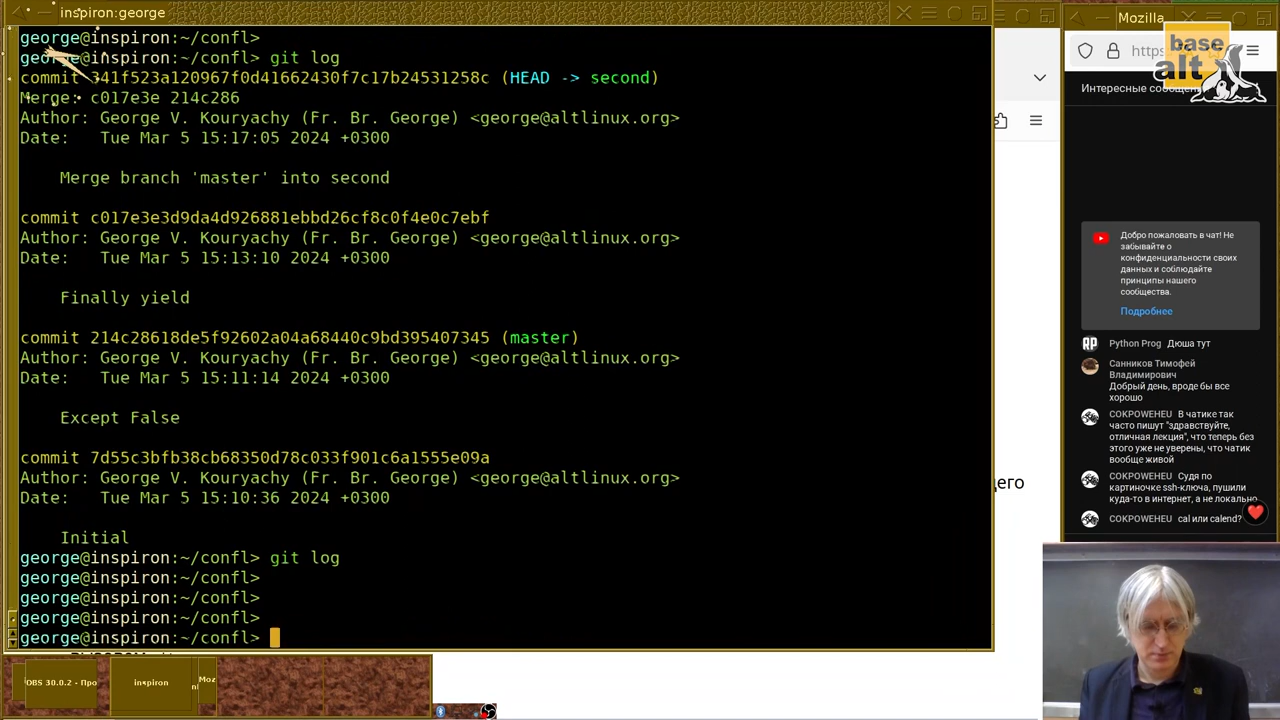 inspiron:george
george@inspiron:~/confl>
george@inspiron:~/confl> git log
commit 341f523a120967f0d41662430f7c17b24531258c (HEAD -> second)
Merge: c017e3e 214c286
Author: George V. Kouryachy (Fr. Br. George) <george@altlinux.org>
Date:   Tue Mar 5 15:17:05 2024 +0300
Merge branch 'master' into second
commit c017e3e3d9da4d926881ebbd26cf8c0f4e0c7ebf
Author: George V. Kouryachy (Fr. Br. George) <george@altlinux.org>
Date:   Tue Mar 5 15:13:10 2024 +0300
Finally yield
commit 214c28618de5f92602a04a68440c9bd395407345 (master)
Author: George V. Kouryachy (Fr. Br. George) <george@altlinux.org>
Date:   Tue Mar 5 15:11:14 2024 +0300
Except False
commit 7d55c3bfb38cb68350d78c033f901c6a1555e09a
Author: George V. Kouryachy (Fr. Br. George) <george@altlinux.org>
Date:   Tue Mar 5 15:10:36 2024 +0300
Initial
george@inspiron:~/confl> git log
george@inspiron:~/confl>
george@inspiron:~/confl>
george@inspiron:~/confl>
george@inspiron:~/confl>
OBS 30.0.2 - Про
inspiron
Moz
Mozilla
https
base
alt
Интересные сообщен
Добро пожаловать в чат! Не
забывайте о
конфиденциальности своих
данных и соблюдайте
принципы нашего
сообщества.
Подробнее
Python Prog Дюша тут
Санников Тимофей
Владимирович
Добрый день, вроде бы все
хорошо
COKPOWEHEU В чатике так
часто пишут "здравствуйте,
отличная лекция", что теперь без
этого уже не уверены, что чатик
вообще живой
COKPOWEHEU Судя по
картиночке ssh-ключа, пушили
куда-то в интернет, а не локально
COKPOWEHEU cal или calend?